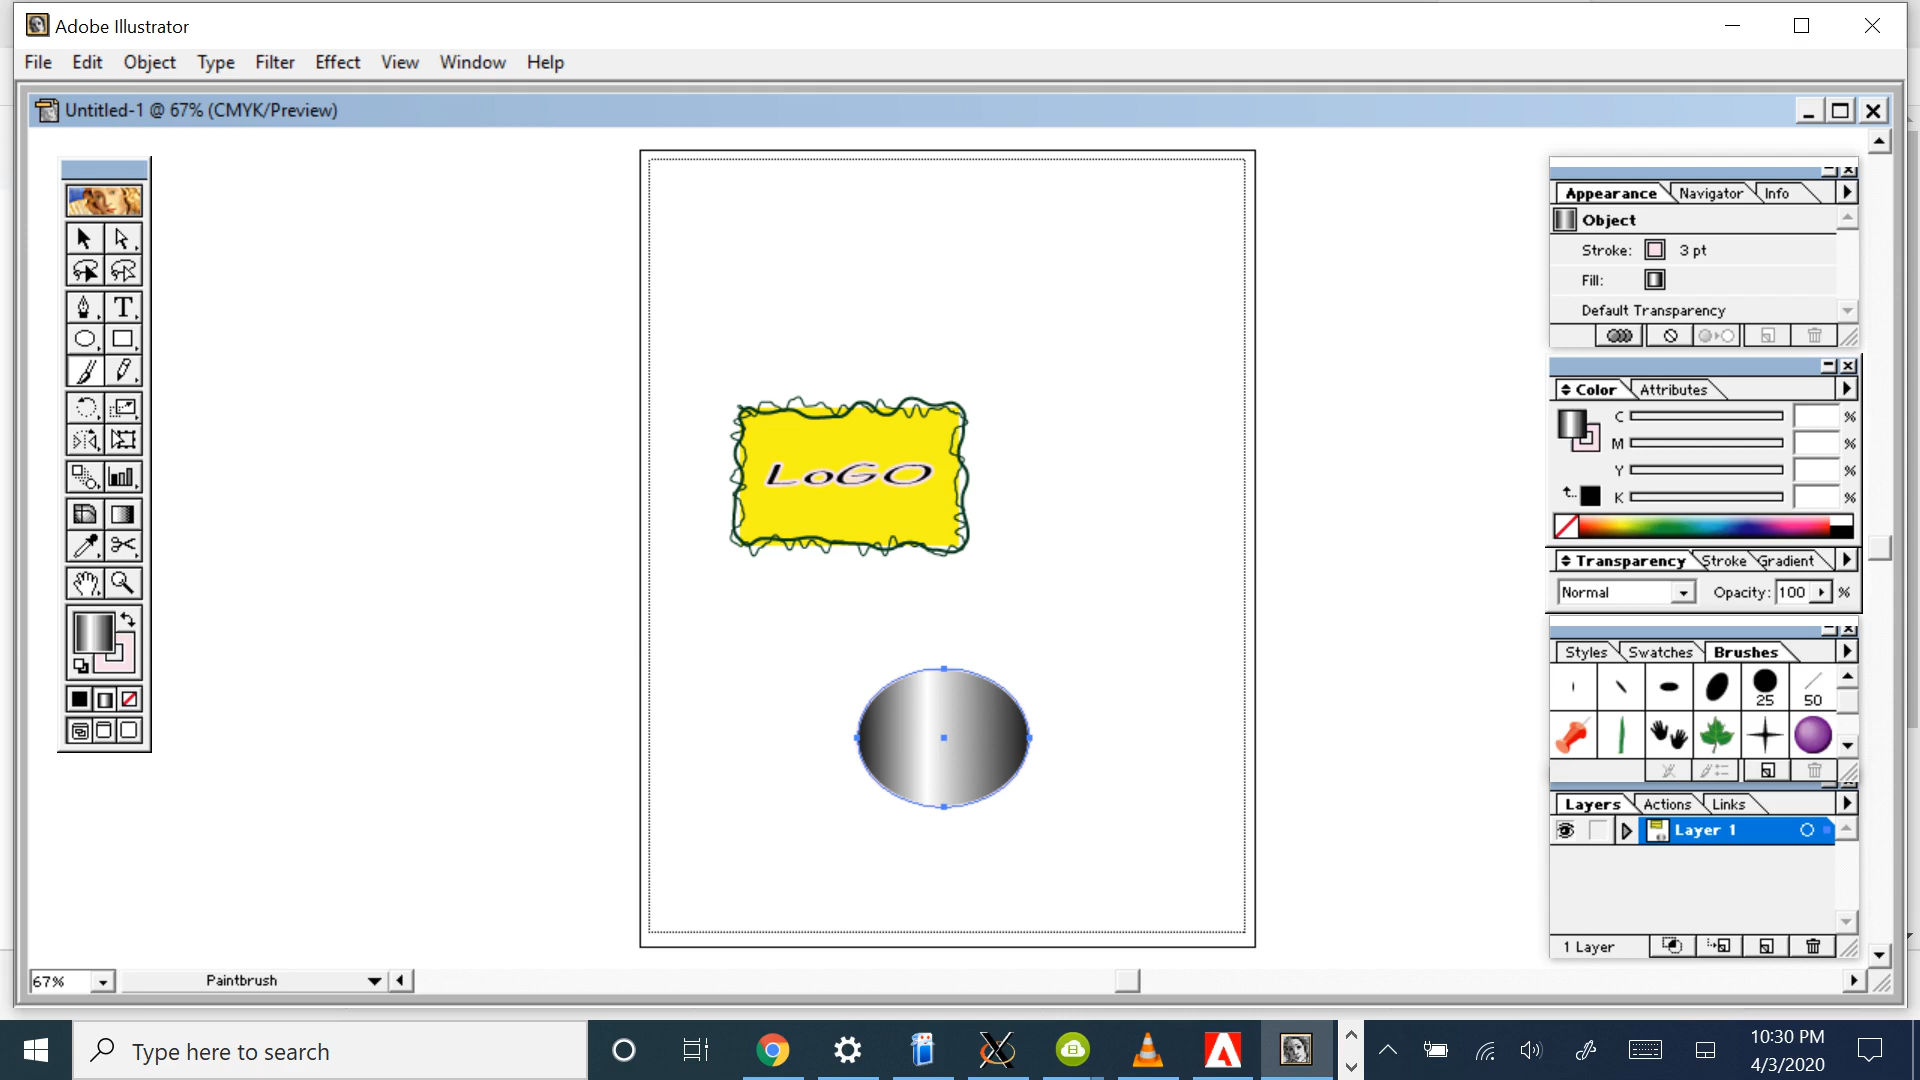 Adobe Illustrator
File Edit Object Type Filter Effect View Window Help
Untitled-1 @ 67% (CMYK/Preview)
Appearance Navigator Info
Object
Stroke: 3 pt
Fill:
Default Transparency
Color Attributes
C %
M %
Y %
K %
Transparency Stroke Gradient
Normal Opacity: 100 %
Styles Swatches Brushes
25 50
Layers Actions Links
Layer 1
1 Layer
T
LoGO
67% Paintbrush
Type here to search
10:30 PM
4/3/2020